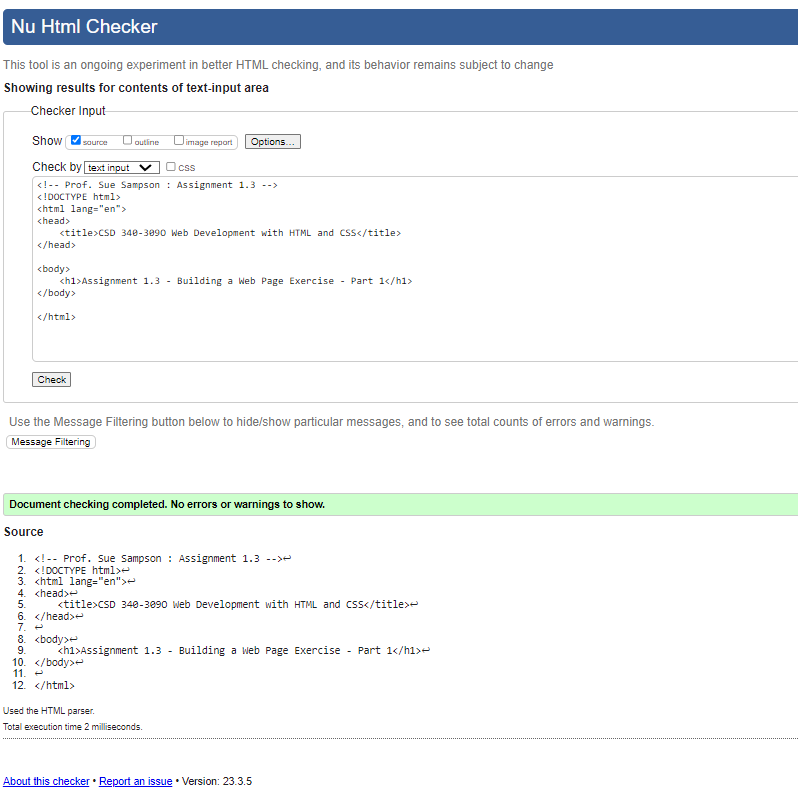 Nu Html Checker
This tool is an ongoing experiment in better HTML checking, and its behavior remains subject to change
Showing results for contents of text-input area
Checker Input
Show source outline image report Options...
Check by text input CSS
<!-- Prof. Sue Sampson : Assignment 1.3 -->
<!DOCTYPE html>
<html lang="en">
<head>
    <title>CSD 340-309O Web Development with HTML and CSS</title>
</head>
<body>
    <h1>Assignment 1.3 - Building a Web Page Exercise - Part 1</h1>
</body>
</html>
Check
Use the Message Filtering button below to hide/show particular messages, and to see total counts of errors and warnings.
Message Filtering
Document checking completed. No errors or warnings to show.
Source
1. <!-- Prof. Sue Sampson : Assignment 1.3 -->↩
2. <!DOCTYPE html>↩
3. <html lang="en">↩
4. <head>↩
5.     <title>CSD 340-309O Web Development with HTML and CSS</title>↩
6. </head>↩
7. ↩
8. <body>↩
9.     <h1>Assignment 1.3 - Building a Web Page Exercise - Part 1</h1>↩
10. </body>↩
11. ↩
12. </html>
Used the HTML parser.
Total execution time 2 milliseconds.
About this checker • Report an issue • Version: 23.3.5